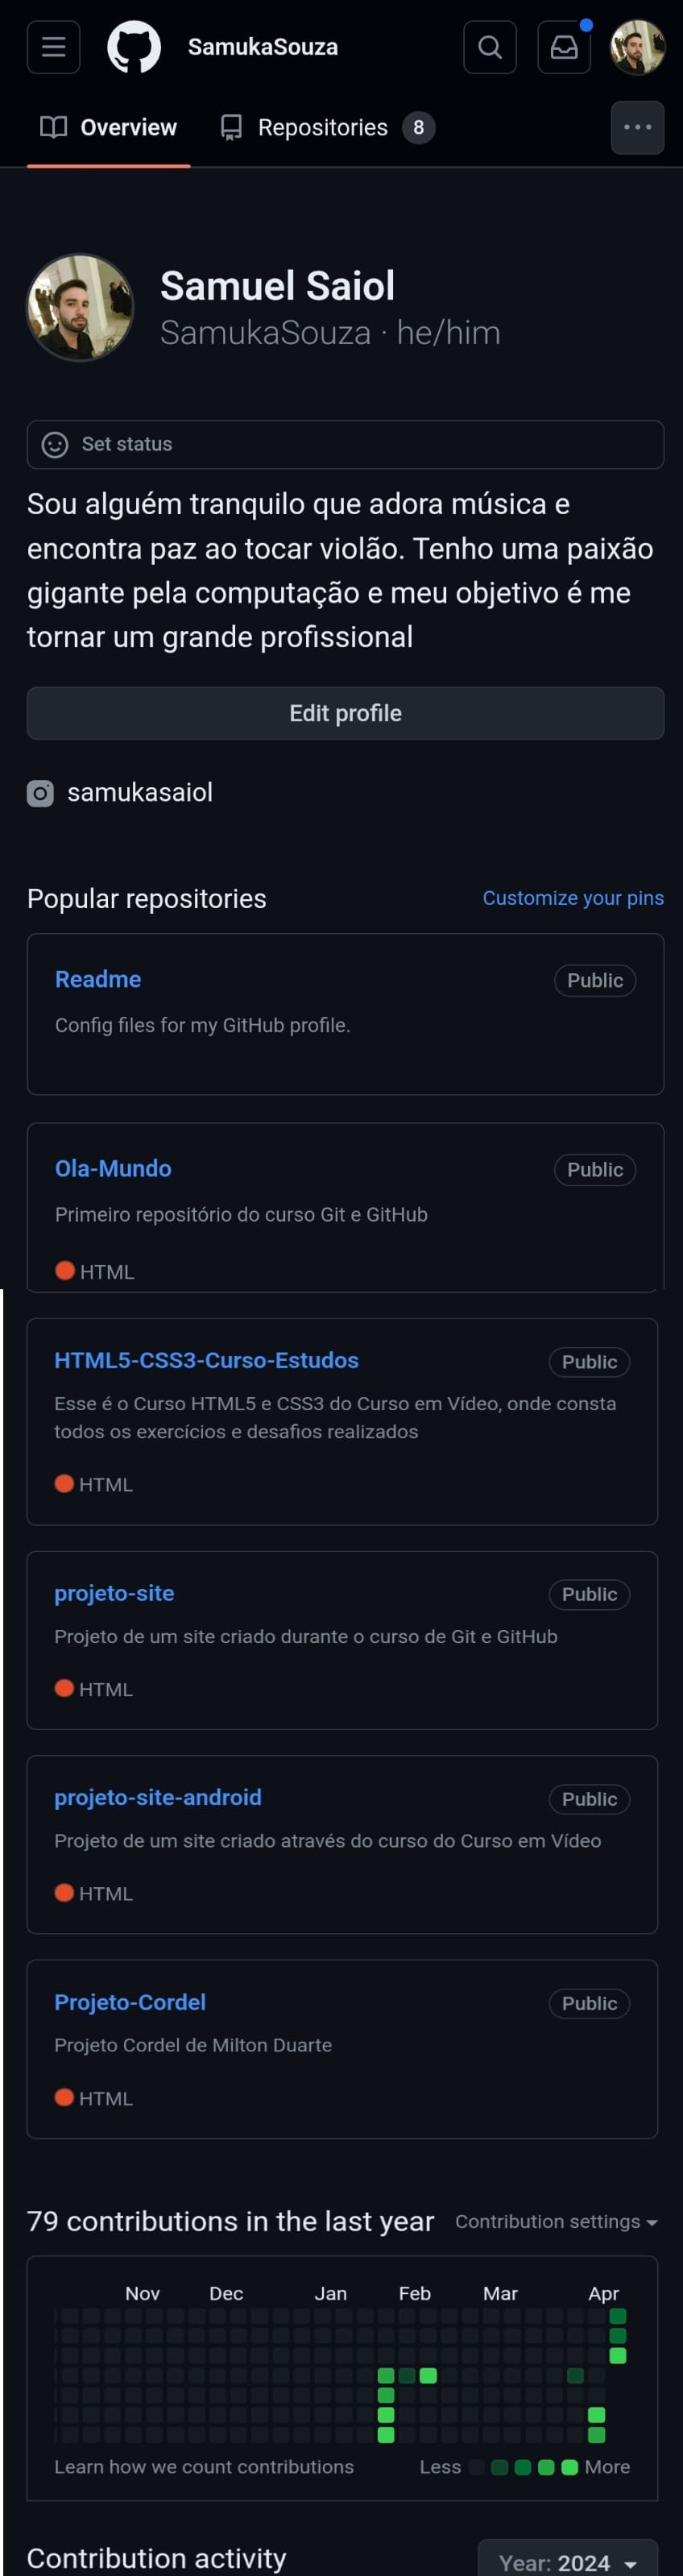 SamukaSouza
Overview
Repositories 8
Samuel Saiol
SamukaSouza · he/him
Set status
Sou alguém tranquilo que adora música e
encontra paz ao tocar violão. Tenho uma paixão
gigante pela computação e meu objetivo é me
tornar um grande profissional
Edit profile
samukasaiol
Popular repositories Customize your pins
Readme Public
Config files for my GitHub profile.
Ola-Mundo Public
Primeiro repositório do curso Git e GitHub
HTML
HTML5-CSS3-Curso-Estudos Public
Esse é o Curso HTML5 e CSS3 do Curso em Vídeo, onde consta
todos os exercícios e desafios realizados
HTML
projeto-site Public
Projeto de um site criado durante o curso de Git e GitHub
HTML
projeto-site-android Public
Projeto de um site criado através do curso do Curso em Vídeo
HTML
Projeto-Cordel Public
Projeto Cordel de Milton Duarte
HTML
79 contributions in the last year Contribution settings
Nov Dec Jan Feb Mar Apr
Learn how we count contributions Less More
Contribution activity Year: 2024